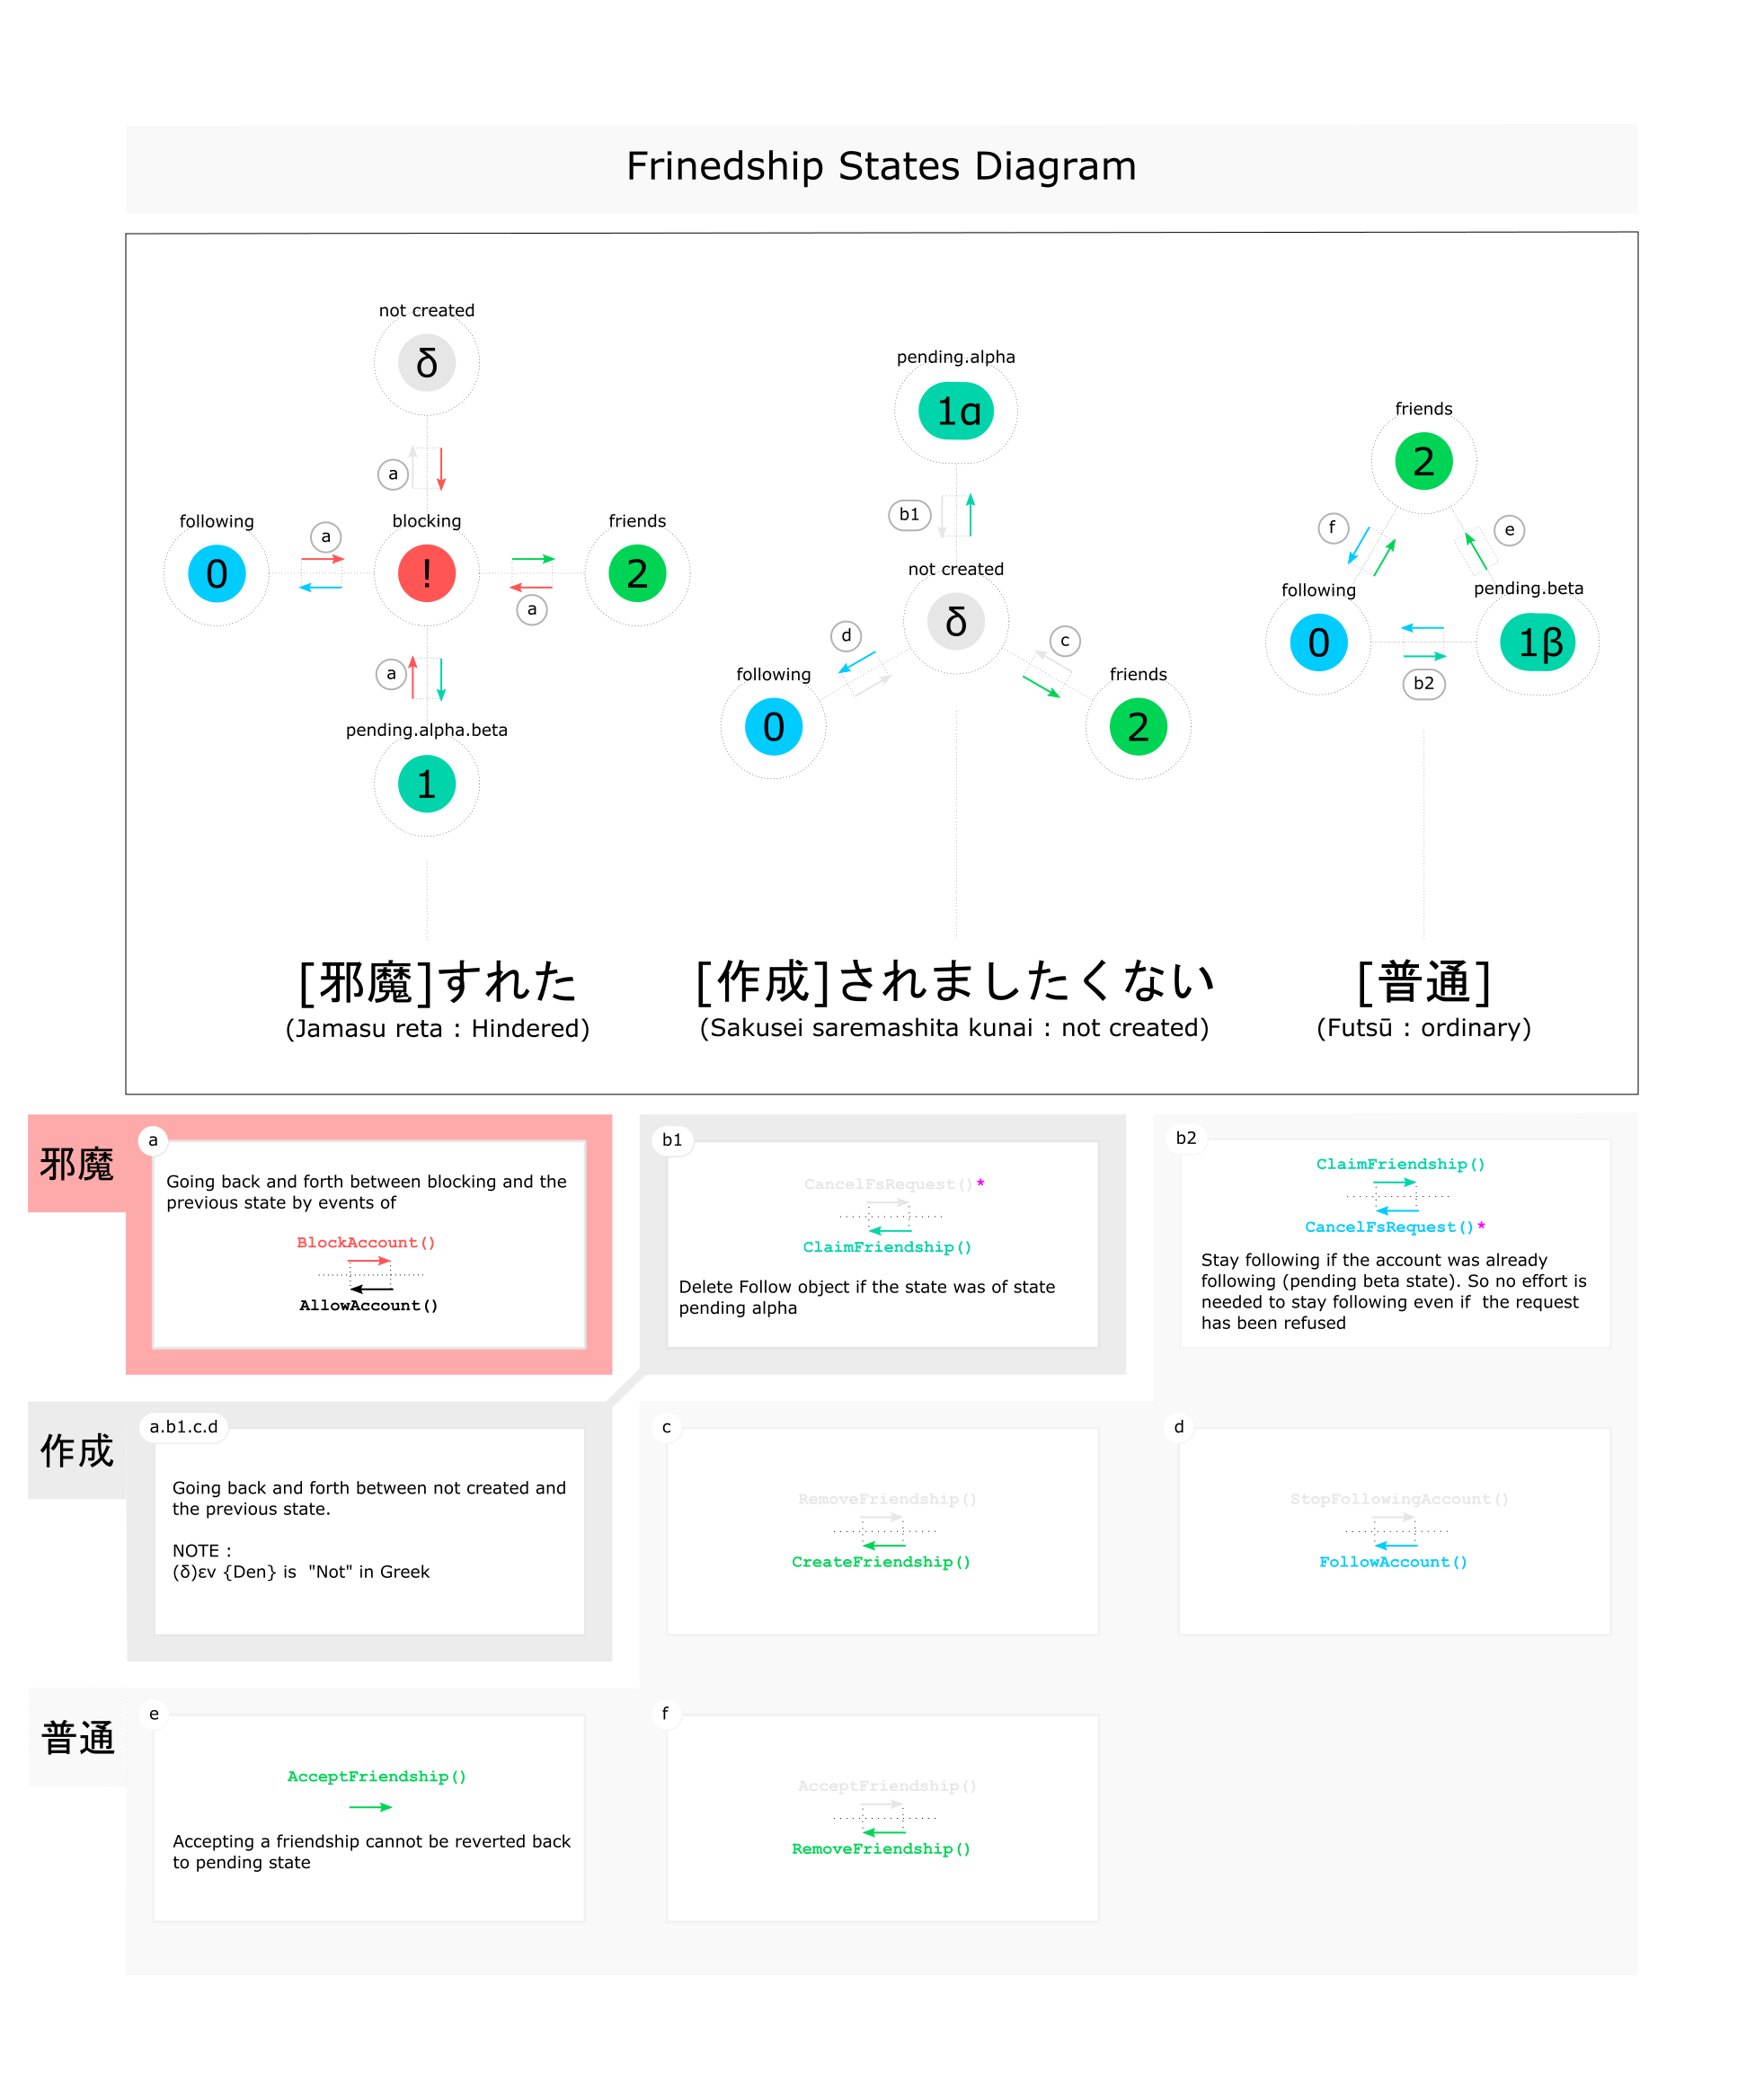 Frinedship States Diagram
not created
δ
a
following
0
a
blocking
!
friends
2
a
a
pending.alpha.beta
1
[邪魔]すれた
(Jamasu reta : Hindered)
pending.alpha
1α
b1
not created
δ
d
c
following
0
friends
2
[作成]されましたくない
(Sakusei saremashita kunai : not created)
friends
2
f
e
following
0
pending.beta
1β
b2
[普通]
(Futsū : ordinary)
邪魔
a
Going back and forth between blocking and the
previous state by events of
BlockAccount()
AllowAccount()
b1
CancelFsRequest()*
ClaimFriendship()
Delete Follow object if the state was of state
pending alpha
b2
ClaimFriendship()
CancelFsRequest()*
Stay following if the account was already
following (pending beta state). So no effort is
needed to stay following even if  the request
has been refused
作成
a.b1.c.d
Going back and forth between not created and
the previous state.
NOTE :
(δ)εν {Den} is  "Not" in Greek
c
RemoveFriendship()
CreateFriendship()
d
StopFollowingAccount()
FollowAccount()
普通
e
AcceptFriendship()
Accepting a friendship cannot be reverted back
to pending state
f
AcceptFriendship()
RemoveFriendship()